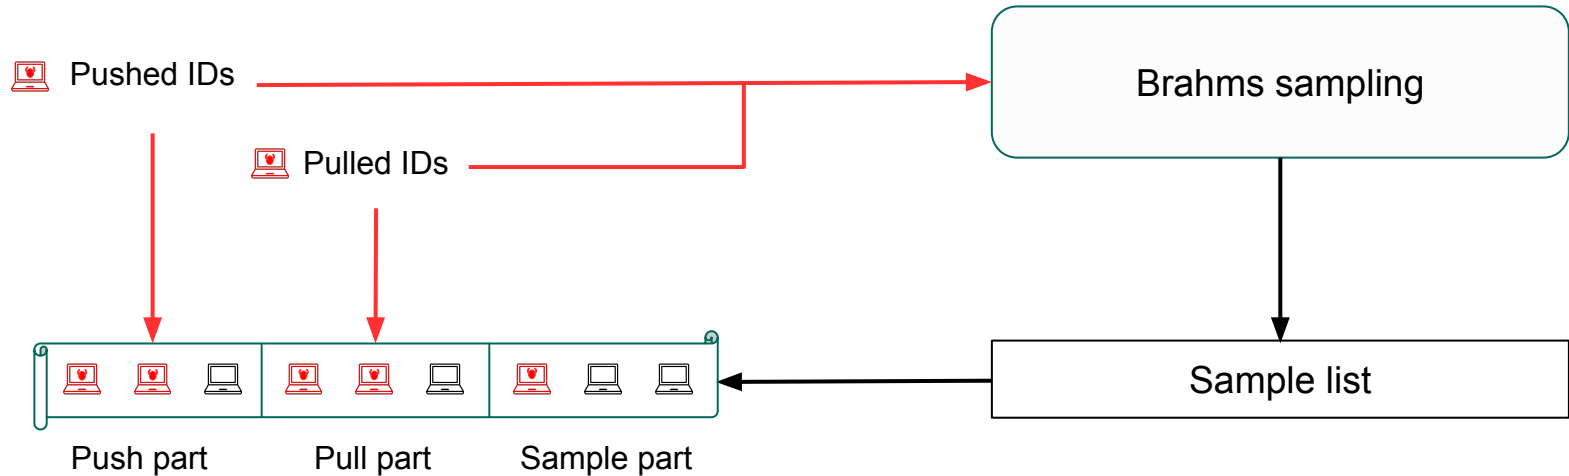 Pushed IDs
Brahms sampling
Pulled IDs
Sample list
Push part
Pull part
Sample part